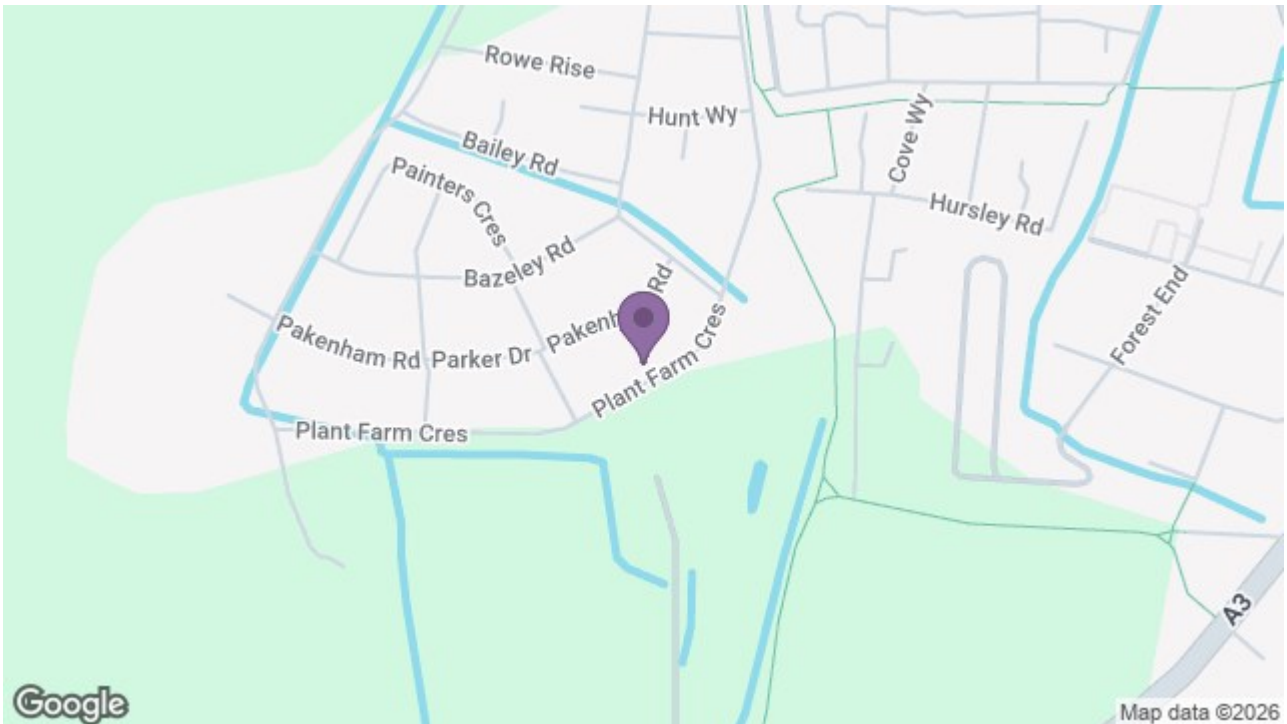 Rowe Rise
Hunt Wy
Bailey Rd
Cove Wy
Painters Cres
Hursley Rd
Bazeley Rd
Forest End
Pakenham Rd
Parker Dr
Rd
Plant Farm Cres
Plant Farm Cres
A3
Google
Map data ©2026